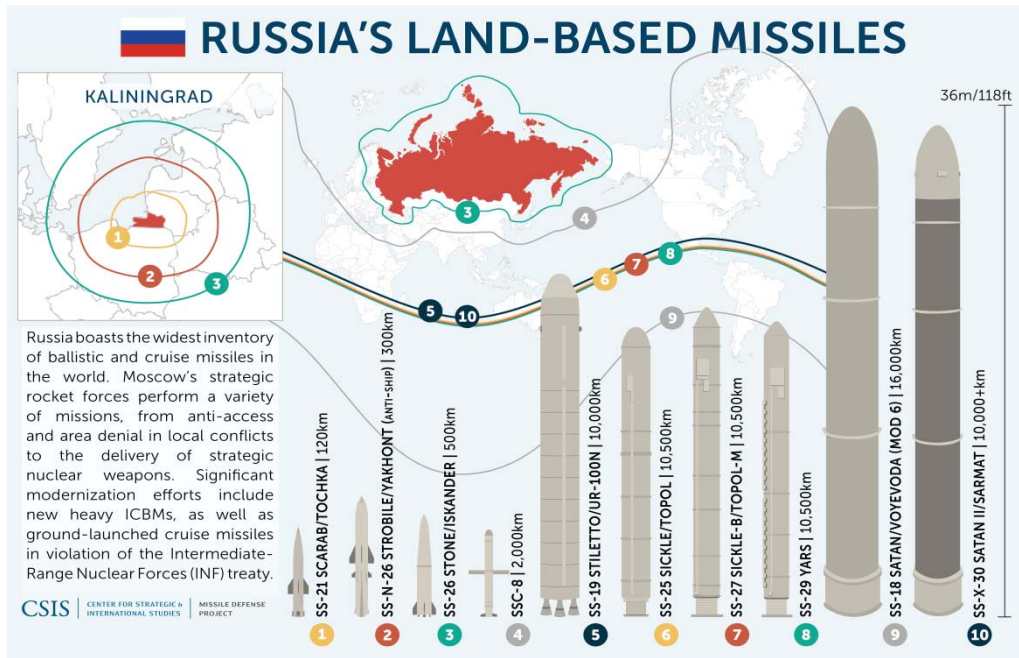 RUSSIA'S LAND-BASED MISSILES
KALININGRAD
1
2
3
3
4
5
10
6
7
8
9
36m/118ft
Russia boasts the widest inventory
of ballistic and cruise missiles in
the world. Moscow's strategic
rocket forces perform a variety
of missions, from anti-access
and area denial in local conflicts
to the delivery of strategic
nuclear weapons. Significant
modernization efforts include
new heavy ICBMs, as well as
ground-launched cruise missiles
in violation of the Intermediate-
Range Nuclear Forces (INF) treaty.
CSIS
CENTER FOR STRATEGIC &
INTERNATIONAL STUDIES
MISSILE DEFENSE
PROJECT
SS-21 SCARAB/TOCHKA | 120km
1
SS-N-26 STROBILE/YAKHONT (ANTI-SHIP) | 300km
2
SS-26 STONE/ISKANDER | 500km
3
SSC-8 | 2,000km
4
SS-19 STILETTO/UR-100N | 10,000km
5
SS-25 SICKLE/TOPOL | 10,500km
6
SS-27 SICKLE-B/TOPOL-M | 10,500km
7
SS-29 YARS | 10,500km
8
SS-18 SATAN/VOYEVODA (MOD 6) | 16,000km
9
SS-X-30 SATAN II/SARMAT | 10,000+km
10